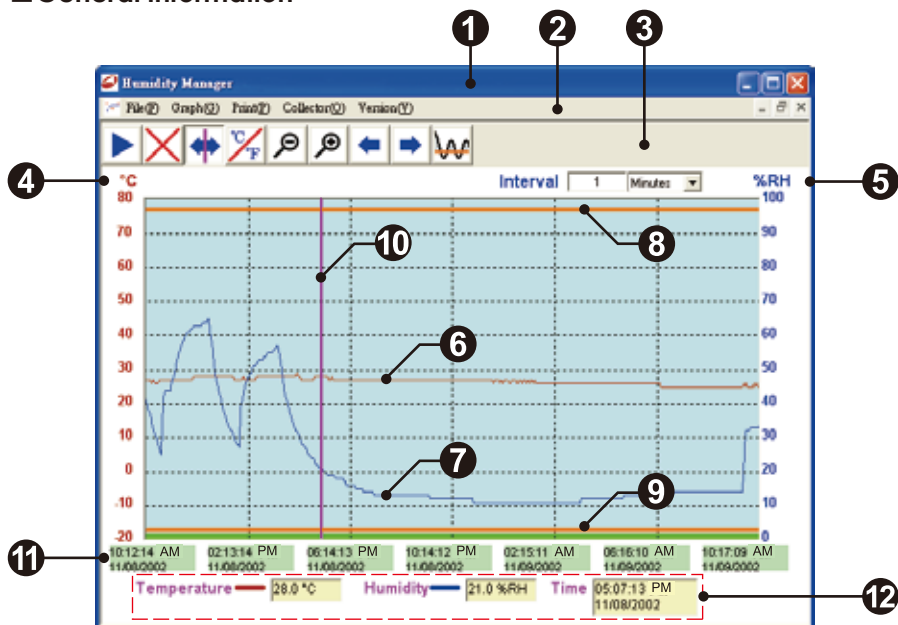 General Information
1 2 3
Humidity Manager
File(F) Graph(Q) Print(P) Collector(O) Version(V)
°C
°F
4 °C Interval 1 Minutes %RH 5
80 100
8
70 90
10
60 80
50 70
40 60
6
30 50
20 40
10 30
7
0 20
9
-10 10
-20 0
11 10:12:14 AM 02:13:14 PM 06:14:13 PM 10:14:12 PM 02:15:11 AM 06:16:10 AM 10:17:09 AM
11/08/2002 11/08/2002 11/08/2002 11/08/2002 11/09/2002 11/09/2002 11/09/2002
Temperature 28.0 °C Humidity 21.0 %RH Time 05:07:13 PM 12
11/08/2002